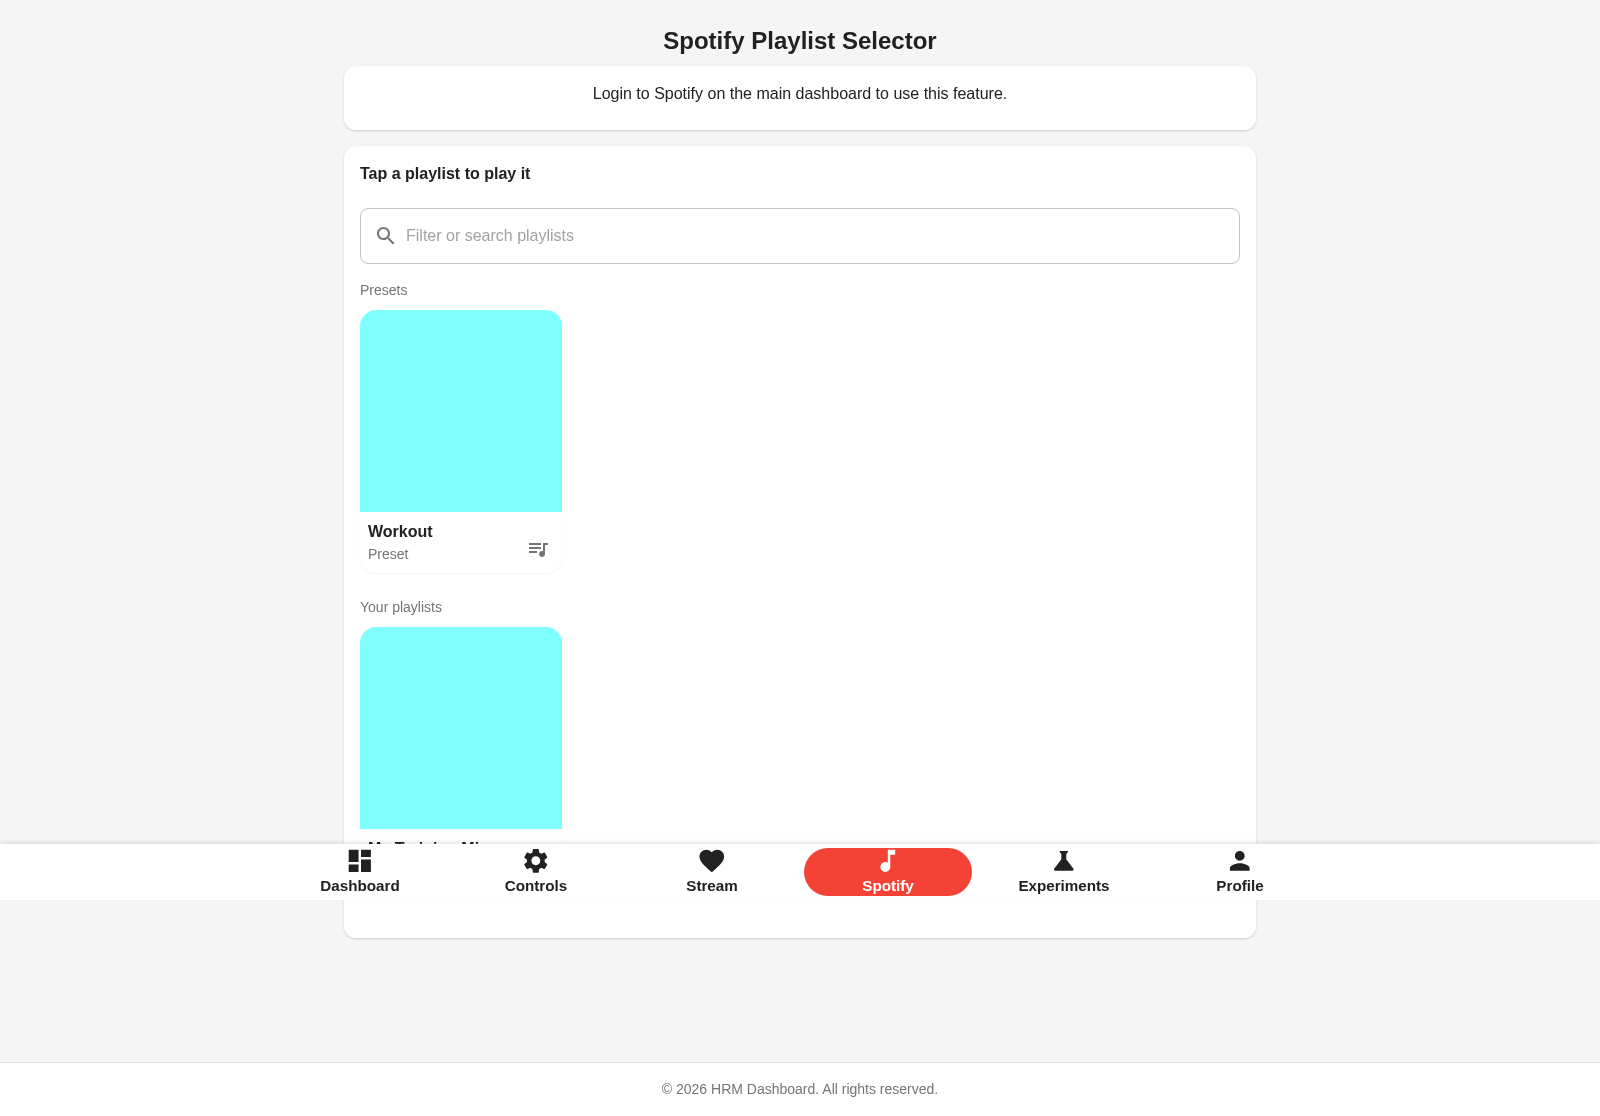 Spotify Playlist Selector
Login to Spotify on the main dashboard to use this feature.
Tap a playlist to play it
Filter or search playlists
Presets
Workout
Preset
Your playlists
Dashboard
Controls
Stream
Spotify
Experiments
Profile
© 2026 HRM Dashboard. All rights reserved.